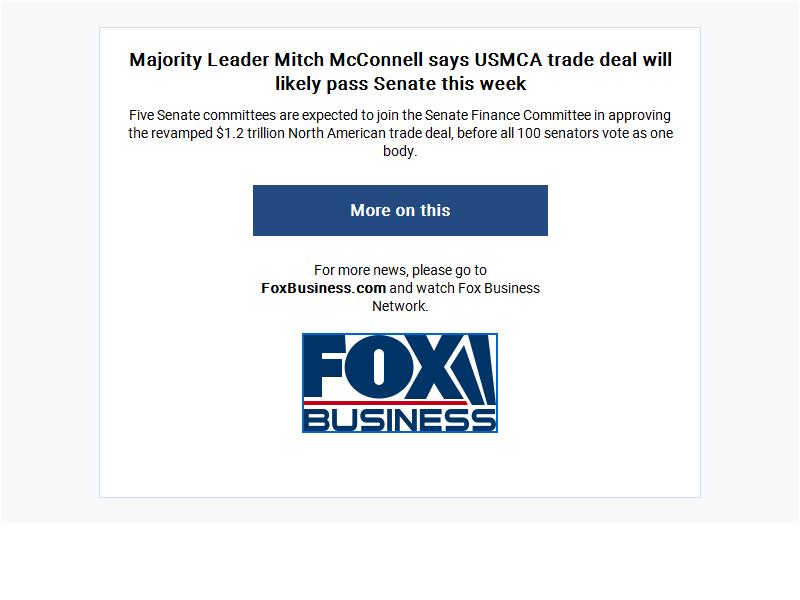 Majority Leader Mitch McConnell says USMCA trade deal will
likely pass Senate this week
Five Senate committees are expected to join the Senate Finance Committee in approving
the revamped $1.2 trillion North American trade deal, before all 100 senators vote as one
body.
More on this
For more news, please go to
FoxBusiness.com and watch Fox Business
Network.
FOX
BUSINESS